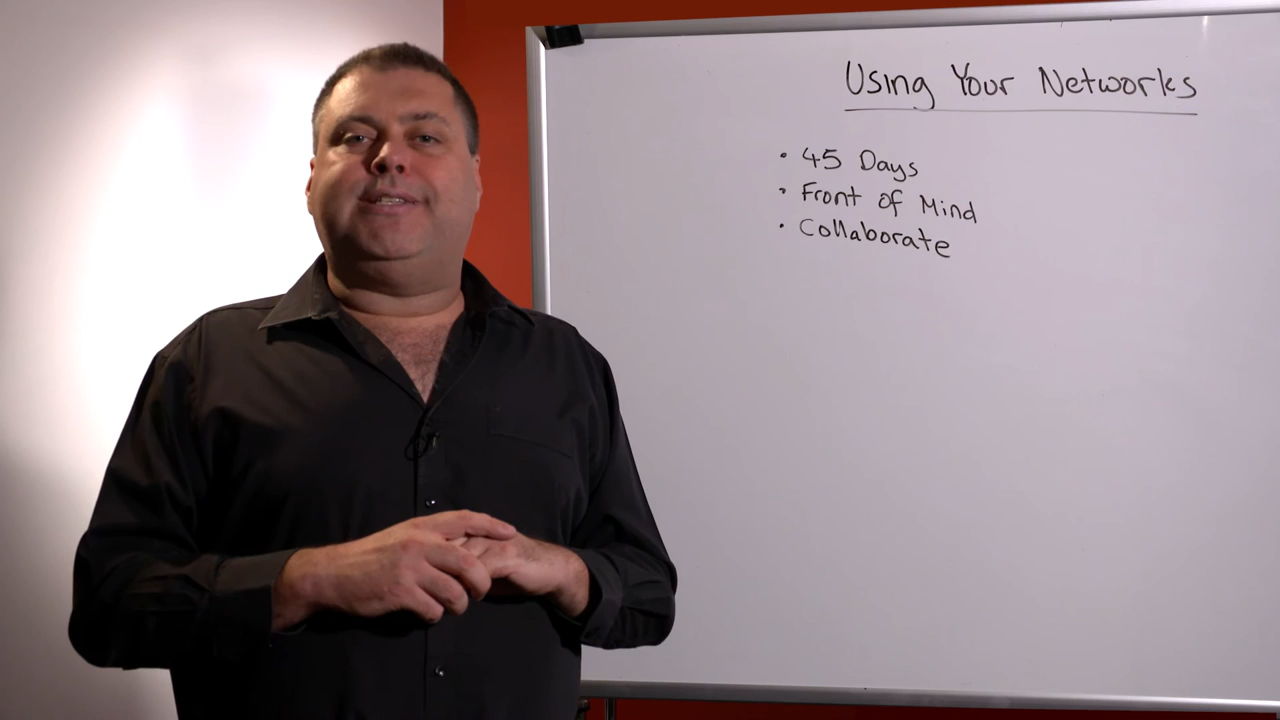 Using Your Networks
• 45 Days
• Front of Mind
• Collaborate